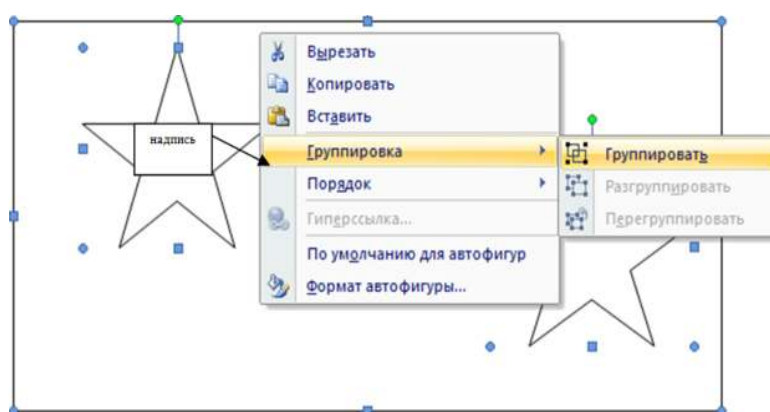 надпись
Вырезать
Копировать
Вставить
Группировка
Порядок
Гиперссылка...
По умолчанию для автофигур
Формат автофигуры...
Группировать
Разгруппировать
Перегруппировать